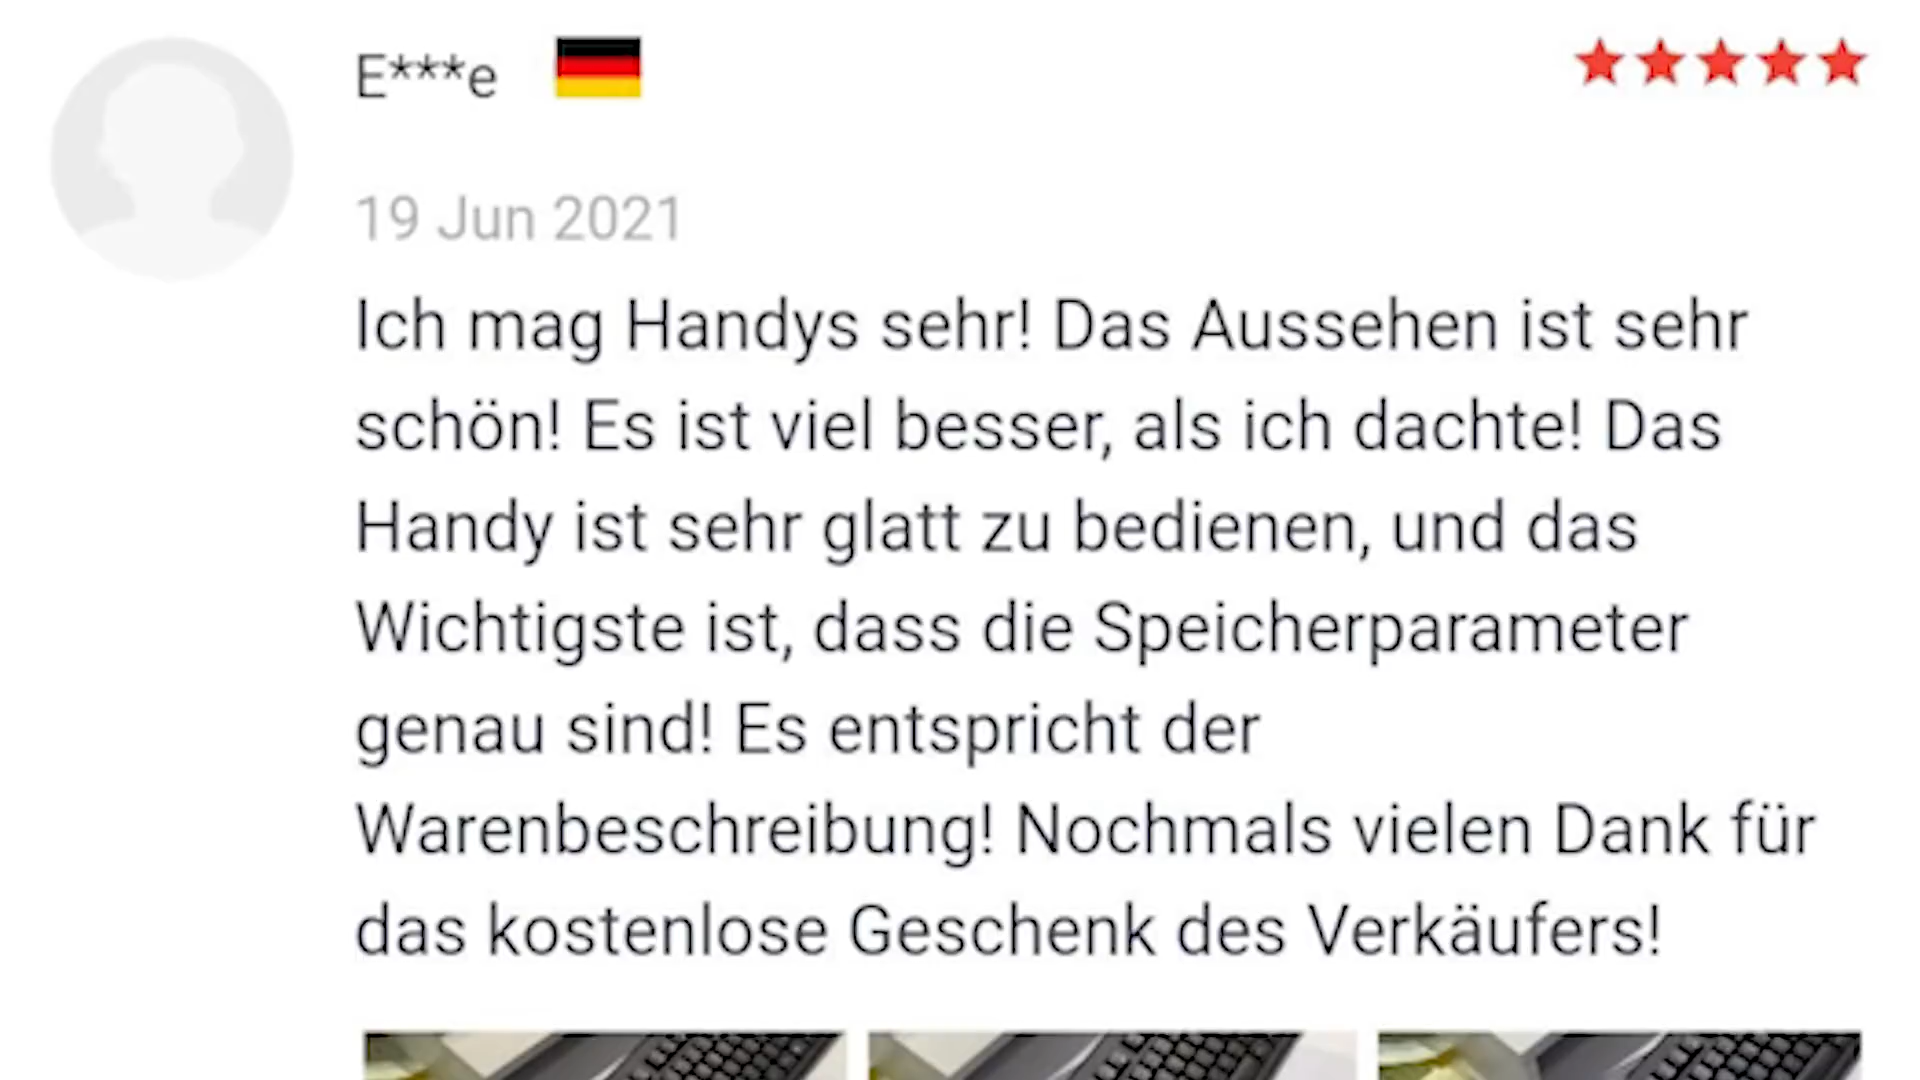 E***e
19 Jun 2021
Ich mag Handys sehr! Das Aussehen ist sehr
schön! Es ist viel besser, als ich dachte! Das
Handy ist sehr glatt zu bedienen, und das
Wichtigste ist, dass die Speicherparameter
genau sind! Es entspricht der
Warenbeschreibung! Nochmals vielen Dank für
das kostenlose Geschenk des Verkäufers!